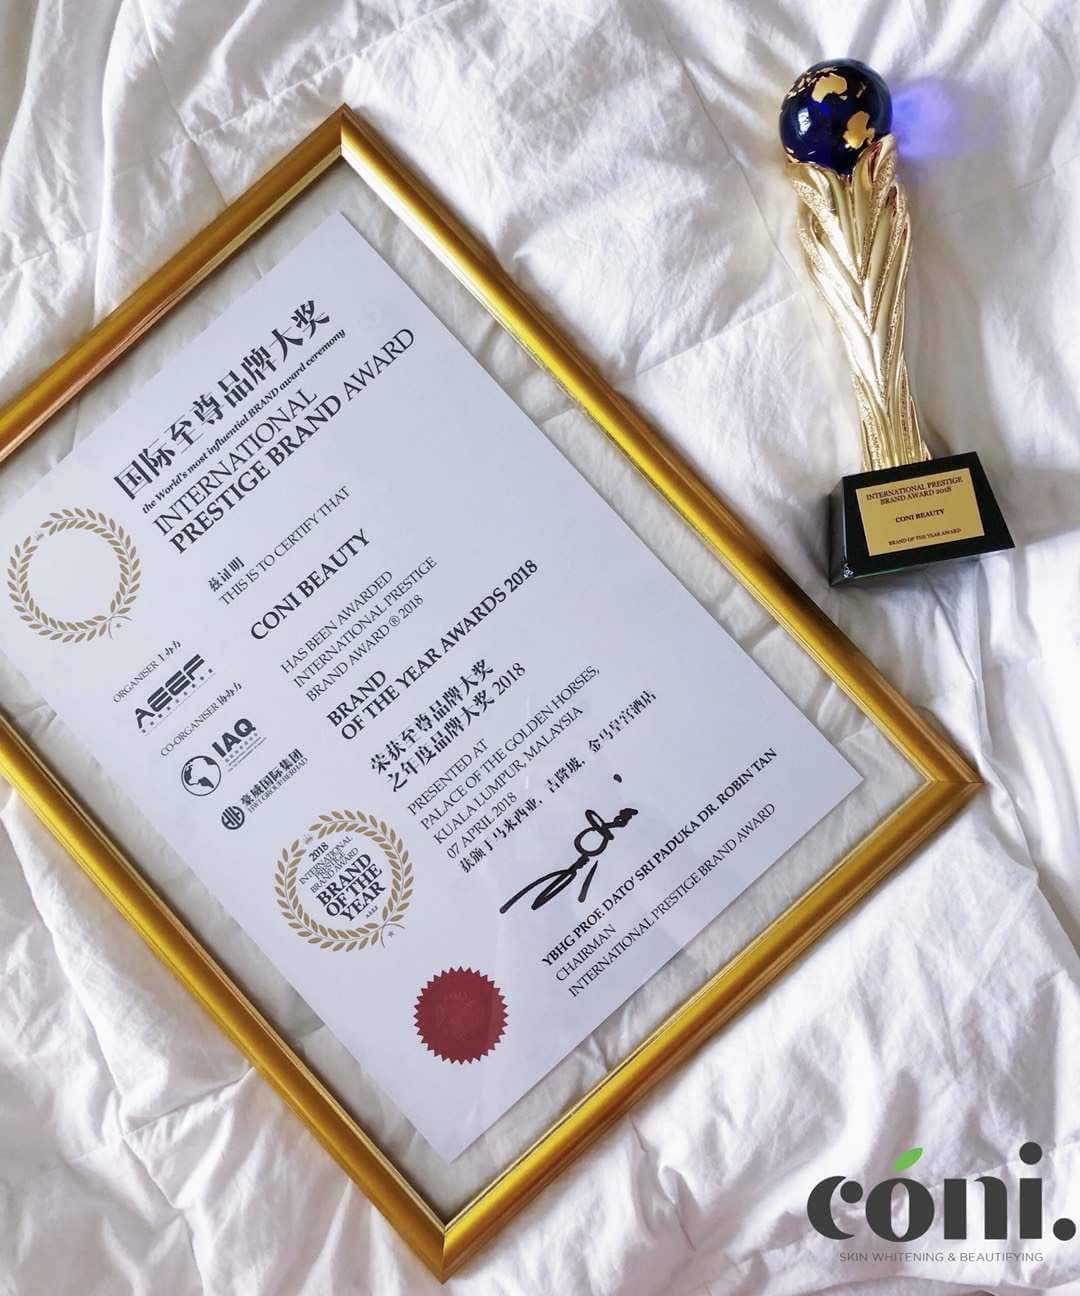 国际至尊品牌大奖
the World's most influential BRAND award ceremony
INTERNATIONAL
PRESTIGE BRAND AWARD
兹证明
THIS IS TO CERTIFY THAT
CONI BEAUTY
HAS BEEN AWARDED
INTERNATIONAL PRESTIGE
BRAND AWARD ® 2018
BRAND
OF THE YEAR AWARDS 2018
荣获至尊品牌大奖
之年度品牌大奖 2018
PRESENTED AT
PALACE OF THE GOLDEN HORSES,
KUALA LUMPUR, MALAYSIA
07 APRIL 2018
获颁于马来西亚，吉隆玻，金马皇宫酒店
YBHG PROF. DATO' SRI PADUKA DR. ROBIN TAN
CHAIRMAN
INTERNATIONAL PRESTIGE BRAND AWARD
ORGANISER 主办方
AEEF
CO-ORGANISER 协办方
IAQ
豪威国际集团
HWT GROUP BERHAD
2018
INTERNATIONAL
PRESTIGE
BRAND AWARD
BRAND
OF THE
YEAR
INTERNATIONAL PRESTIGE
BRAND AWARD 2018
CONI BEAUTY
BRAND OF THE YEAR AWARD
cóni.
SKIN WHITENING & BEAUTIFYING